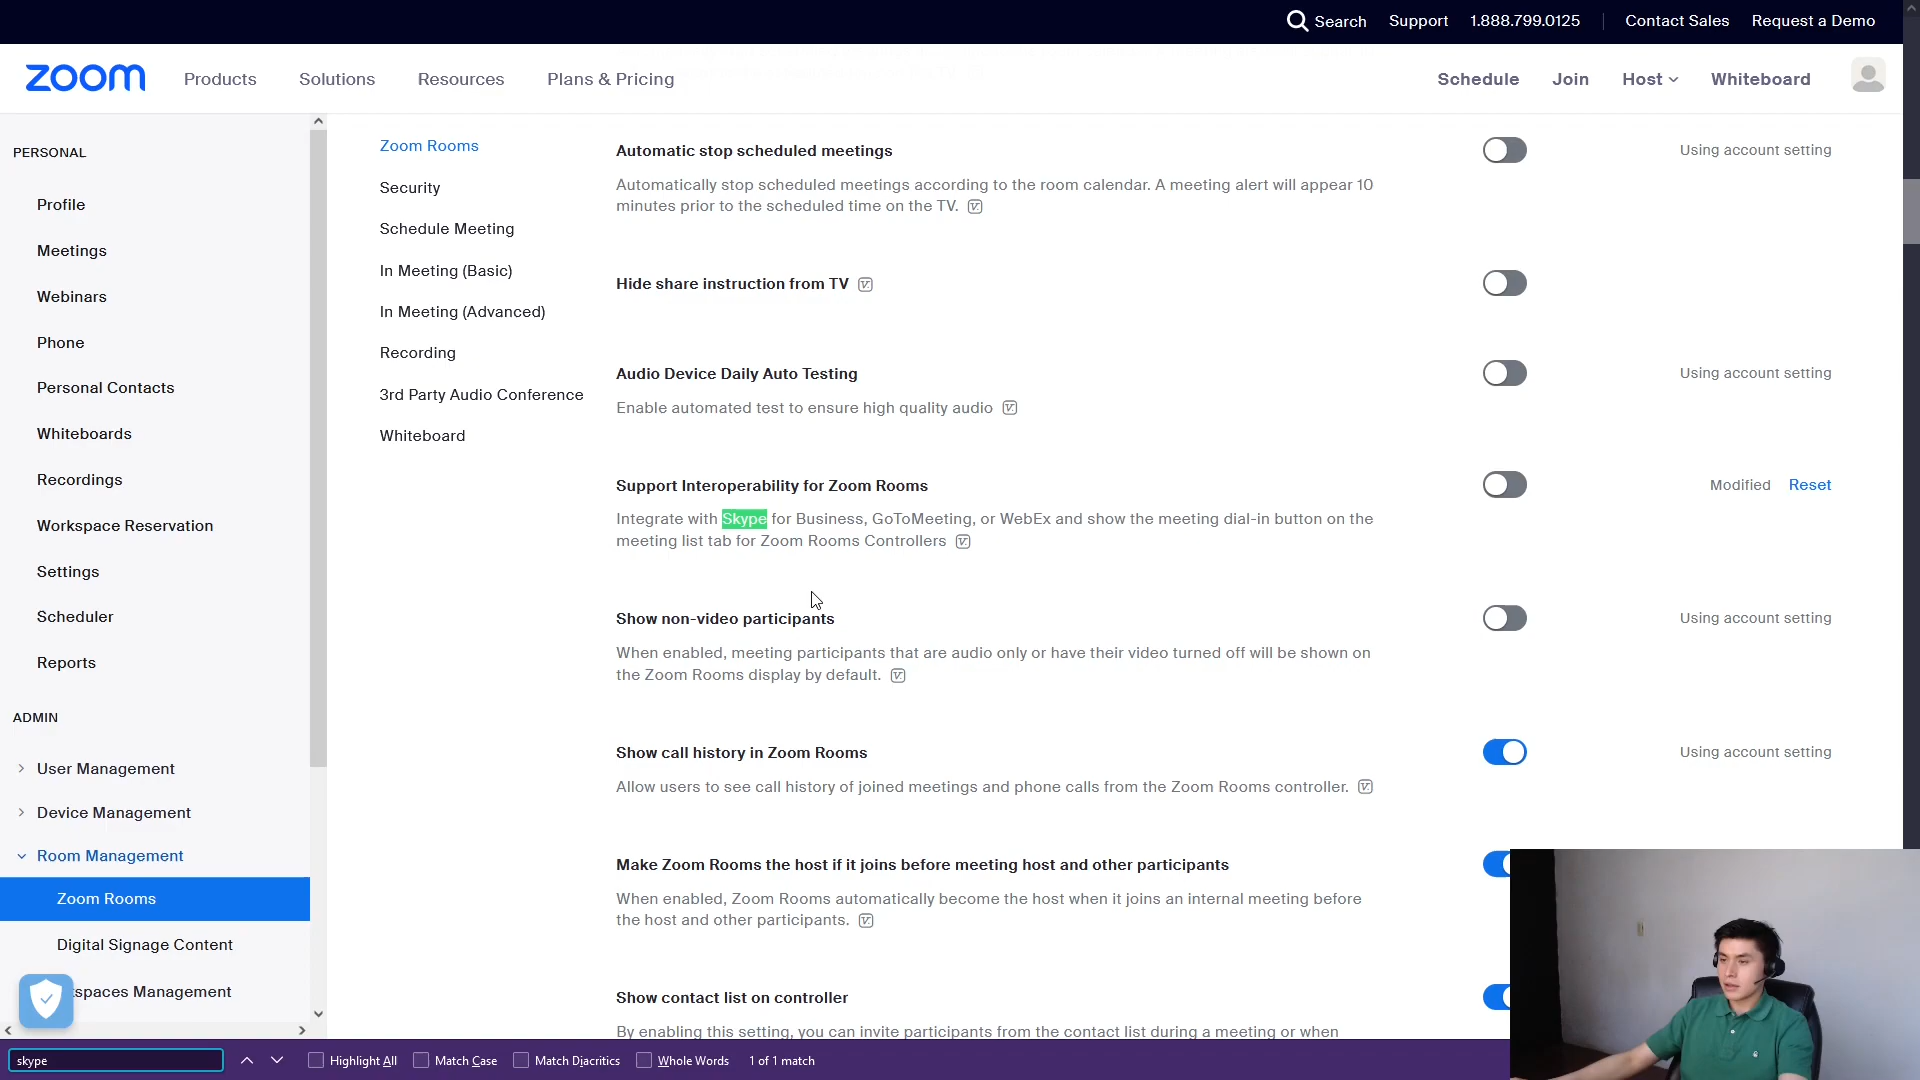 Search Support 1.888.799.0125 Contact Sales Request a Demo
zoom Products Solutions Resources Plans & Pricing Schedule Join Host Whiteboard
PERSONAL
Profile
Meetings
Webinars
Phone
Personal Contacts
Whiteboards
Recordings
Workspace Reservation
Settings
Scheduler
Reports
ADMIN
User Management
Device Management
Room Management
Zoom Rooms
Digital Signage Content
spaces Management
Zoom Rooms
Security
Schedule Meeting
In Meeting (Basic)
In Meeting (Advanced)
Recording
3rd Party Audio Conference
Whiteboard
Automatic stop scheduled meetings Using account setting
Automatically stop scheduled meetings according to the room calendar. A meeting alert will appear 10
minutes prior to the scheduled time on the TV.
Hide share instruction from TV
Audio Device Daily Auto Testing Using account setting
Enable automated test to ensure high quality audio
Support Interoperability for Zoom Rooms Modified Reset
Integrate with Skype for Business, GoToMeeting, or WebEx and show the meeting dial-in button on the
meeting list tab for Zoom Rooms Controllers
Show non-video participants Using account setting
When enabled, meeting participants that are audio only or have their video turned off will be shown on
the Zoom Rooms display by default.
Show call history in Zoom Rooms Using account setting
Allow users to see call history of joined meetings and phone calls from the Zoom Rooms controller.
Make Zoom Rooms the host if it joins before meeting host and other participants
When enabled, Zoom Rooms automatically become the host when it joins an internal meeting before
the host and other participants.
Show contact list on controller
By enabling this setting, you can invite participants from the contact list during a meeting or when
skype Highlight All Match Case Match Diacritics Whole Words 1 of 1 match